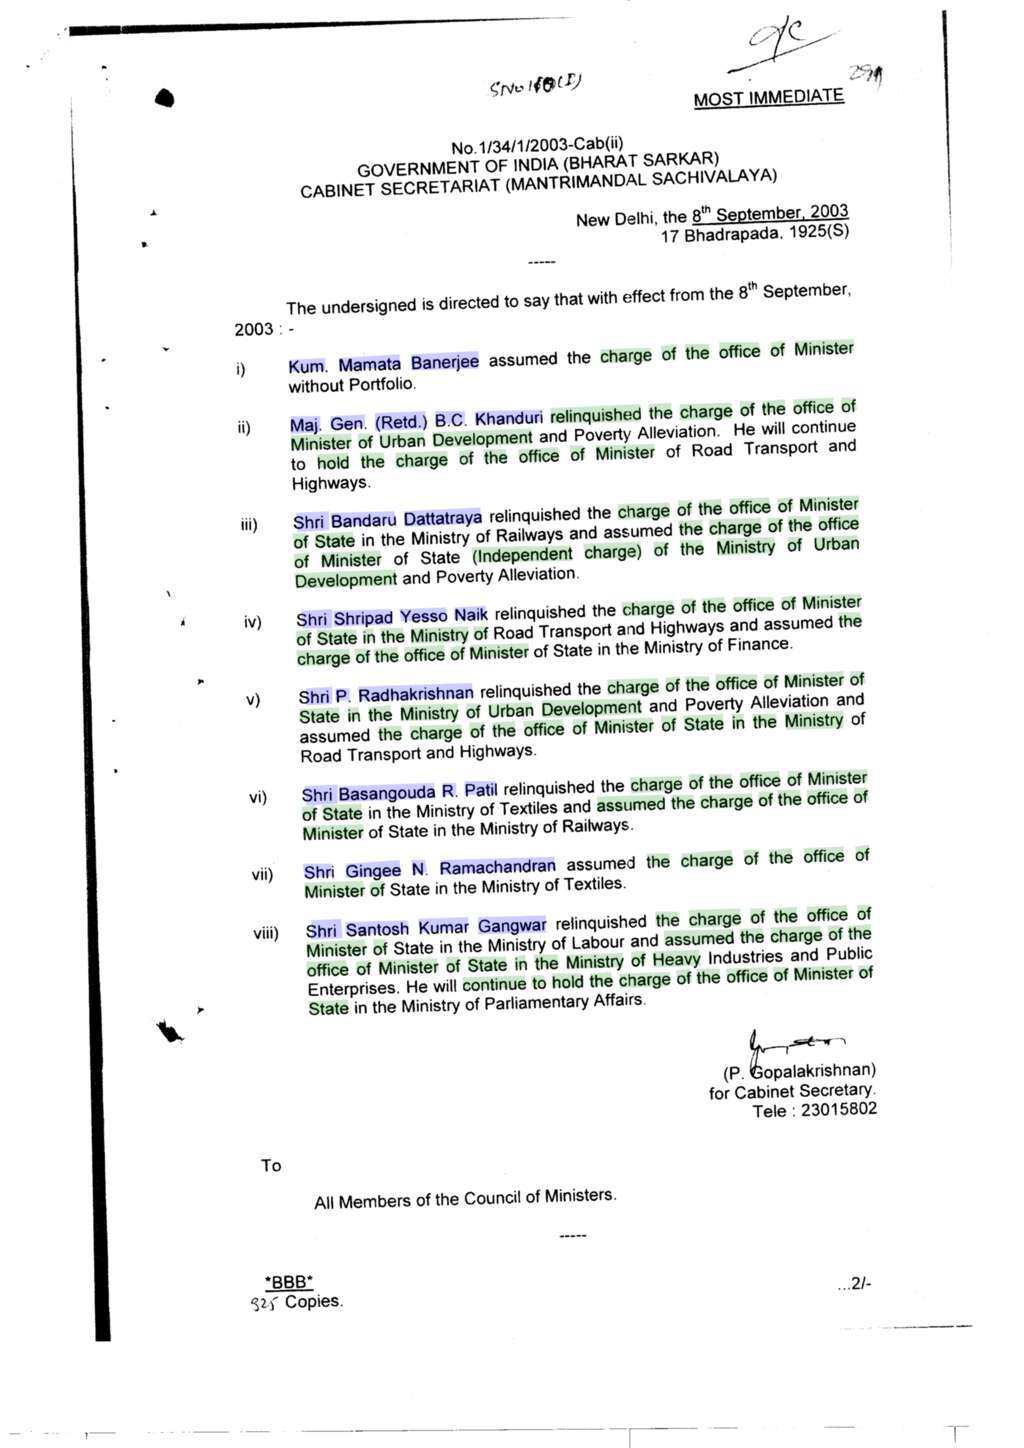 o/c
SNo 160(I)
MOST IMMEDIATE
No.1/34/1/2003-Cab(ii)
GOVERNMENT OF INDIA (BHARAT SARKAR)
CABINET SECRETARIAT (MANTRIMANDAL SACHIVALAYA)
New Delhi, the 8th September, 2003
17 Bhadrapada, 1925(S)
-----
The undersigned is directed to say that with effect from the 8th September,
2003 : -
i) Kum. Mamata Banerjee assumed the charge of the office of Minister
without Portfolio.
ii) Maj. Gen. (Retd.) B.C. Khanduri relinquished the charge of the office of
Minister of Urban Development and Poverty Alleviation. He will continue
to hold the charge of the office of Minister of Road Transport and
Highways.
iii) Shri Bandaru Dattatraya relinquished the charge of the office of Minister
of State in the Ministry of Railways and assumed the charge of the office
of Minister of State (Independent charge) of the Ministry of Urban
Development and Poverty Alleviation.
iv) Shri Shripad Yesso Naik relinquished the charge of the office of Minister
of State in the Ministry of Road Transport and Highways and assumed the
charge of the office of Minister of State in the Ministry of Finance.
v) Shri P. Radhakrishnan relinquished the charge of the office of Minister of
State in the Ministry of Urban Development and Poverty Alleviation and
assumed the charge of the office of Minister of State in the Ministry of
Road Transport and Highways.
vi) Shri Basangouda R. Patil relinquished the charge of the office of Minister
of State in the Ministry of Textiles and assumed the charge of the office of
Minister of State in the Ministry of Railways.
vii) Shri Gingee N. Ramachandran assumed the charge of the office of
Minister of State in the Ministry of Textiles.
viii) Shri Santosh Kumar Gangwar relinquished the charge of the office of
Minister of State in the Ministry of Labour and assumed the charge of the
office of Minister of State in the Ministry of Heavy Industries and Public
Enterprises. He will continue to hold the charge of the office of Minister of
State in the Ministry of Parliamentary Affairs.
(P. Gopalakrishnan)
for Cabinet Secretary.
Tele : 23015802
To
All Members of the Council of Ministers.
-----
*BBB*
...2/-
325 Copies.